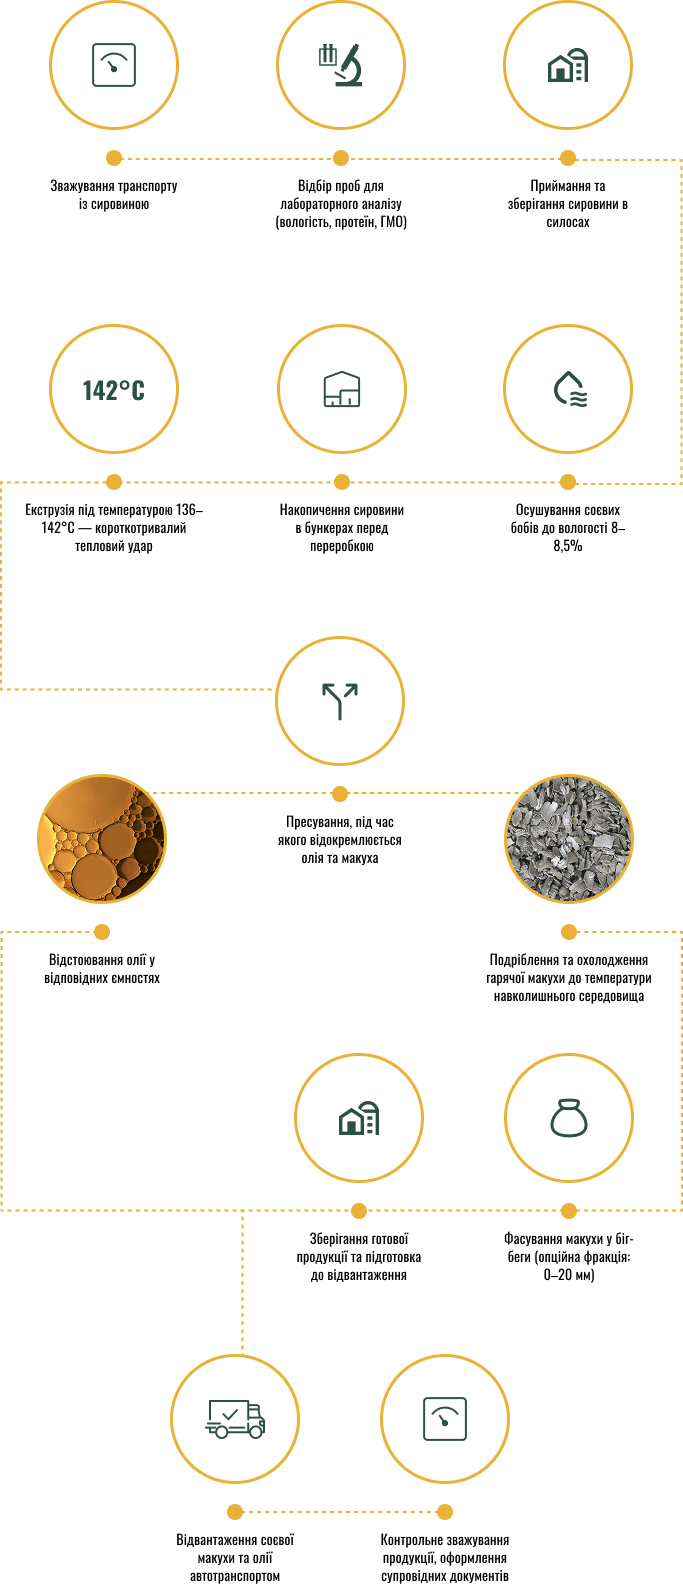 Зважування транспорту
із сировиною
Відбір проб для
лабораторного аналізу
(вологість, протеїн, ГМО)
Приймання та
зберігання сировини в
силосах
142°C
Екструзія під температурою 136–
142°C — короткотривалий
тепловий удар
Накопичення сировини
в бункерах перед
переробкою
Осушування соєвих
бобів до вологості 8–
8,5%
Пресування, під час
якого відокремлюється
олія та макуха
Відстоювання олії у
відповідних ємностях
Подріблення та охолодження
гарячої макухи до температури
навколишнього середовища
Зберігання готової
продукції та підготовка
до відвантаження
Фасування макухи у біг-
беги (опційна фракція:
0–20 мм)
Відвантаження соєвої
макухи та олії
автотранспортом
Контрольне зважування
продукції, оформлення
супровідних документів